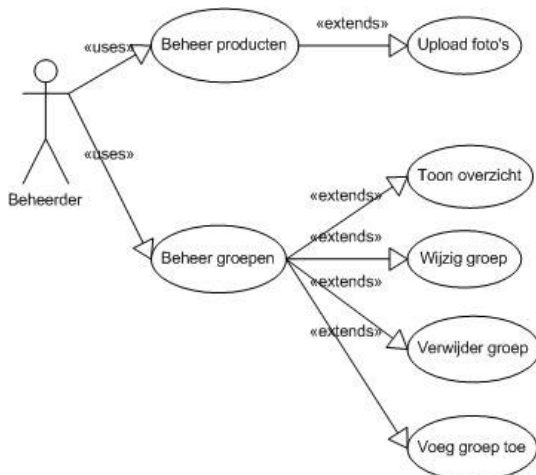 «extends»
«uses»
Beheer producten
Upload foto's
«uses»
Beheerder
Toon overzicht
«extends»
«extends»
Beheer groepen
Wijzig groep
«extends»
«extends»
Verwijder groep
Voeg groep toe